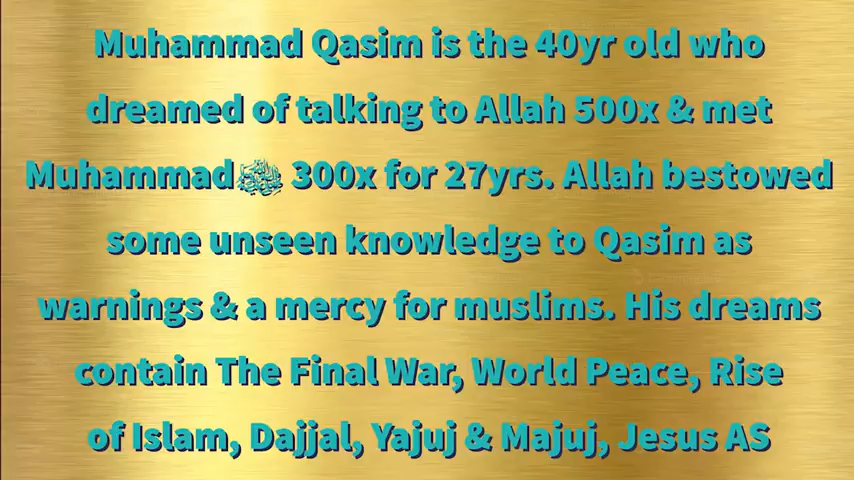 Muhammad Qasim is the 40yr old who
dreamed of talking to Allah 500x & met
Muhammadﷺ 300x for 27yrs. Allah bestowed
some unseen knowledge to Qasim as
warnings & a mercy for muslims. His dreams
contain The Final War, World Peace, Rise
of Islam, Dajjal, Yajuj & Majuj, Jesus AS